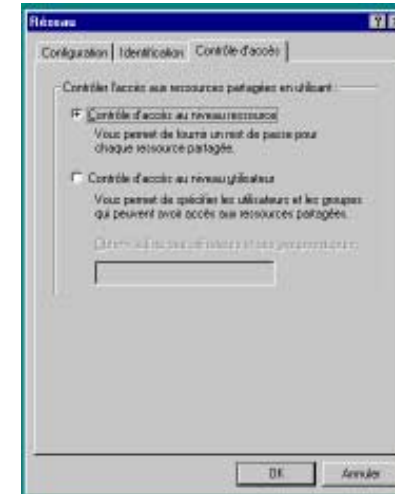 Réseau
Configuration Identification Contrôle d'accès
Contrôler l'accès aux ressources partagées en utilisant :
Contrôle d'accès au niveau ressource
Vous permet de fournir un mot de passe pour
chaque ressource partagée.
Contrôle d'accès au niveau utilisateur
Vous permet de spécifier les utilisateurs et les groupes
qui peuvent avoir accès aux ressources partagées.
OK Annuler